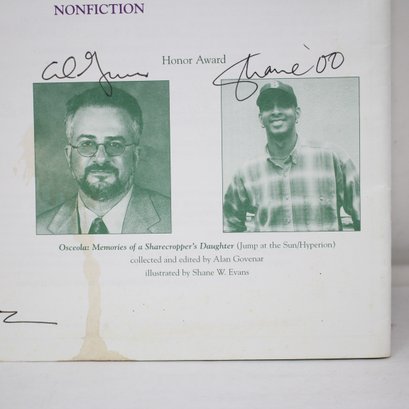 NONFICTION
Honor Award
Shane '00
Osceola: Memories of a Sharecropper's Daughter (Jump at the Sun/Hyperion)
collected and edited by Alan Govenar
illustrated by Shane W. Evans